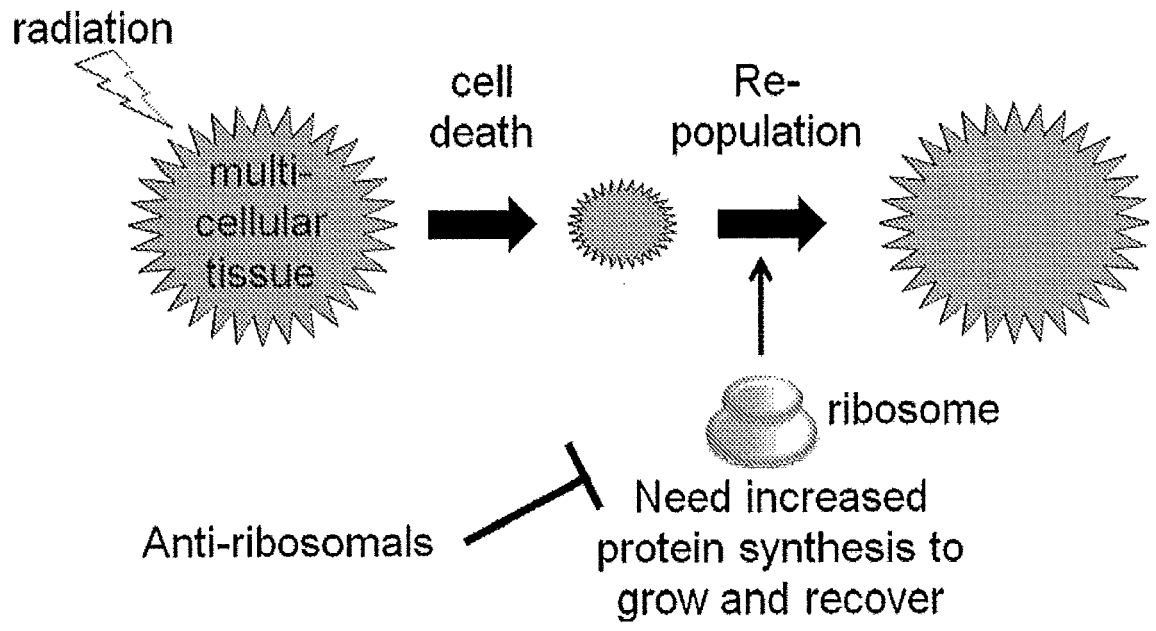 radiation
multi-
cellular
tissue
cell
death
Re-
population
ribosome
Need increased
protein synthesis to
grow and recover
Anti-ribosomals